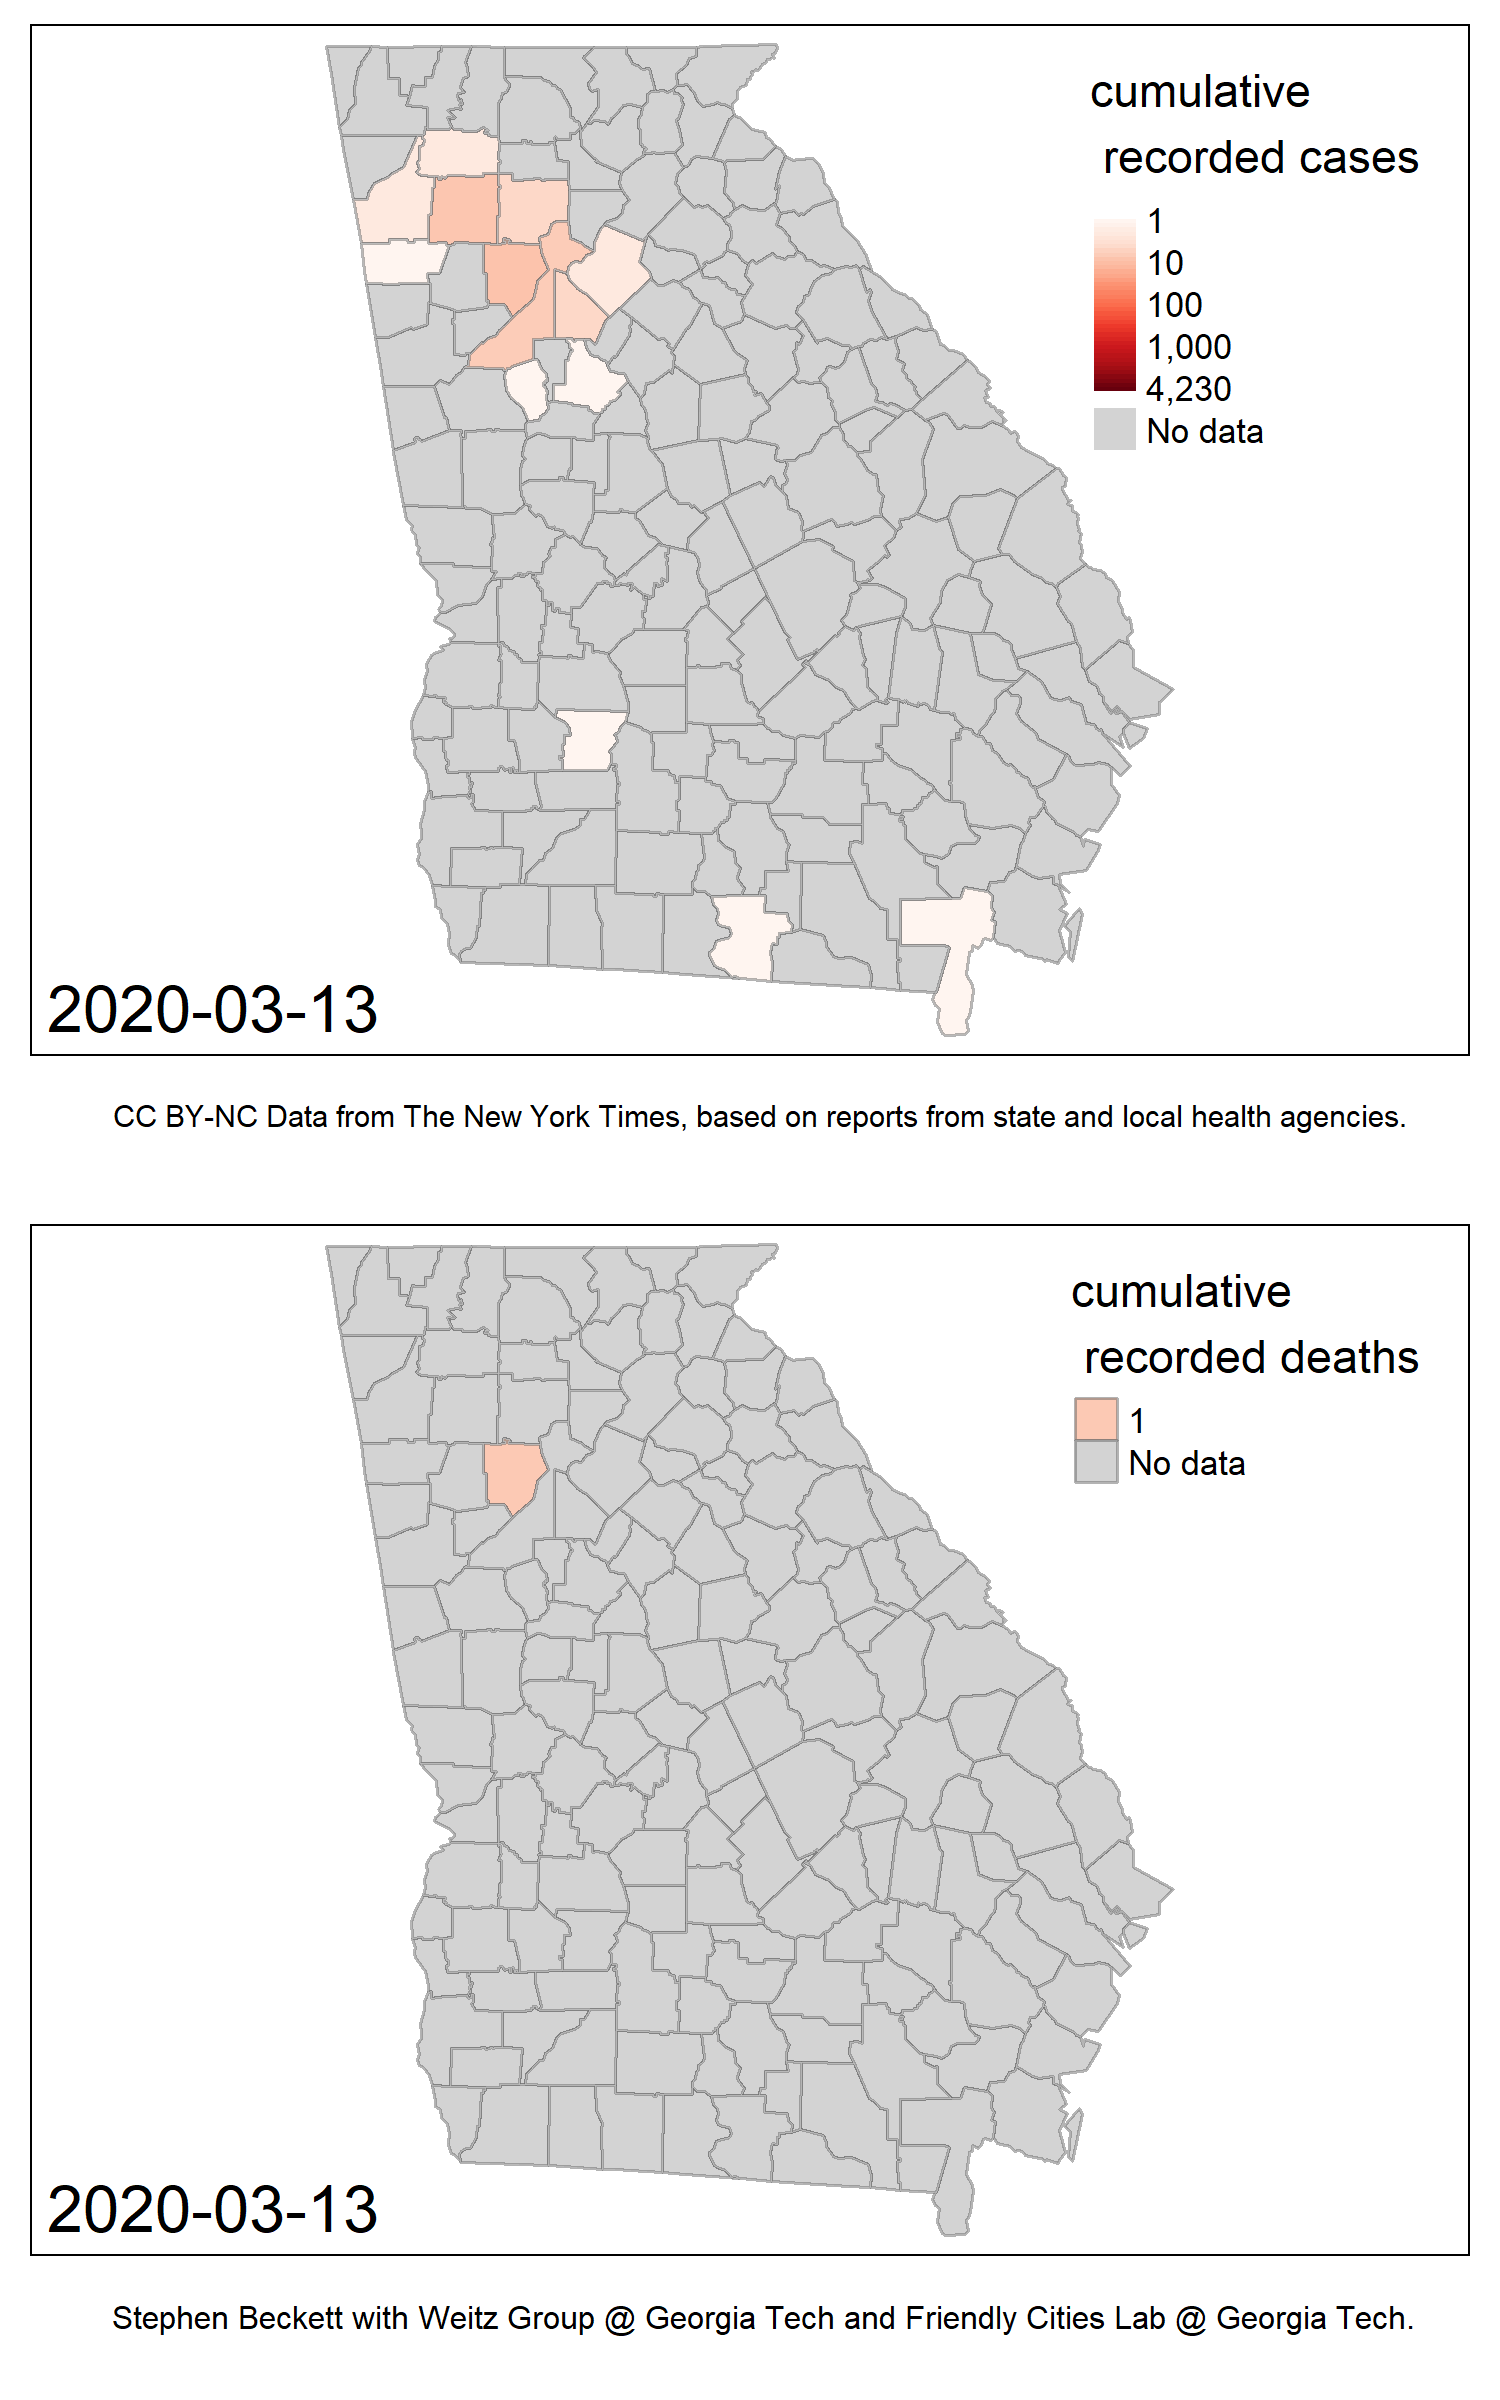 cumulative
recorded cases
1
10
100
1,000
4,230
No data
2020-03-13
CC BY-NC Data from The New York Times, based on reports from state and local health agencies.
cumulative
recorded deaths
1
No data
2020-03-13
Stephen Beckett with Weitz Group @ Georgia Tech and Friendly Cities Lab @ Georgia Tech.